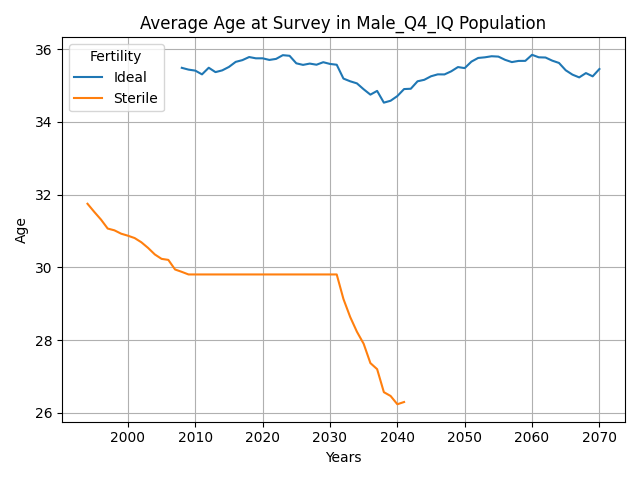 Average Age at Survey in Male_Q4_IQ Population
Fertility
Ideal
Sterile
36
34
32
30
28
26
Age
2000 2010 2020 2030 2040 2050 2060 2070
Years